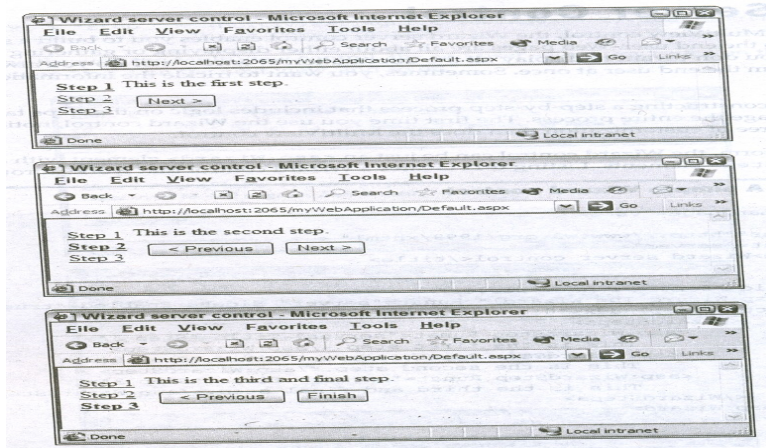 Wizard server control - Microsoft Internet Explorer
File Edit View Favorites Tools Help
Back Search Favorites Media
Address http://localhost:2065/myWebApplication/Default.aspx Go Links »
Step 1 This is the first step.
Step 2 Next >
Step 3
Done Local intranet
Wizard server control - Microsoft Internet Explorer
File Edit View Favorites Tools Help
Back Search Favorites Media
Address http://localhost:2065/myWebApplication/Default.aspx Go Links »
Step 1 This is the second step.
Step 2 < Previous Next >
Step 3
Done Local intranet
Wizard server control - Microsoft Internet Explorer
File Edit View Favorites Tools Help
Back Search Favorites Media
Address http://localhost:2065/myWebApplication/Default.aspx Go Links »
Step 1 This is the third and final step.
Step 2 < Previous Finish
Step 3
Done Local intranet